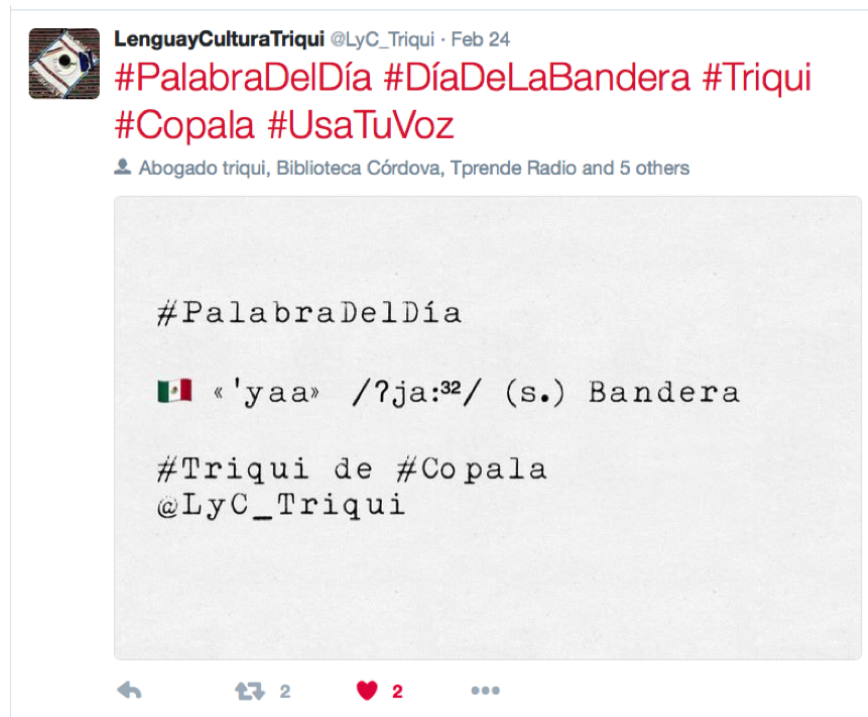 LenguayCulturaTriqui @LyC_Triqui · Feb 24
#PalabraDelDía #DíaDeLaBandera #Triqui
#Copala #UsaTuVoz
Abogado triqui, Biblioteca Córdova, Tprende Radio and 5 others
#PalabraDelDía
🇲🇽 «'yaa» /?ja:³²/ (s.) Bandera
#Triqui de #Copala
@LyC_Triqui
2 2